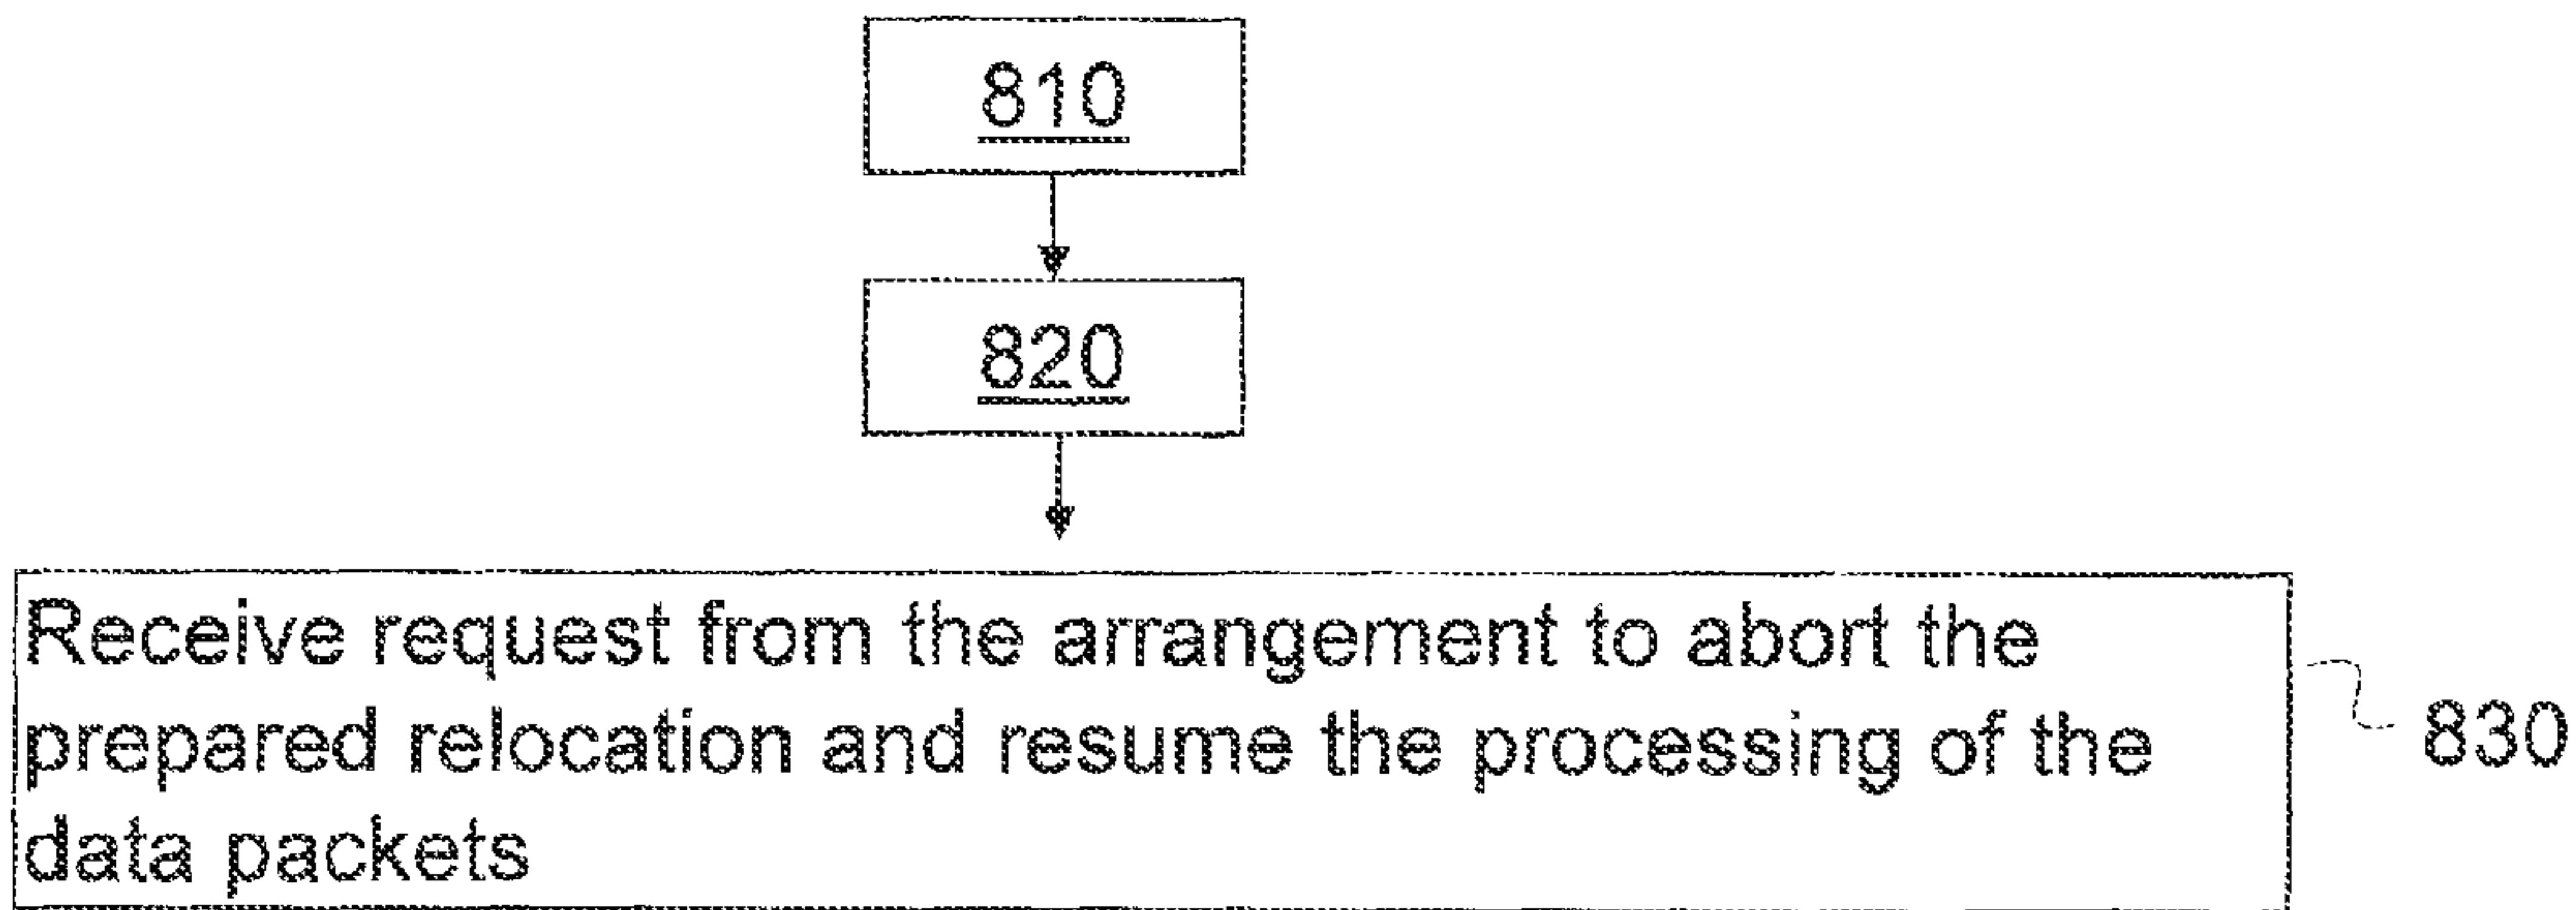 810
820
Receive request from the arrangement to abort the
prepared relocation and resume the processing of the
data packets
830